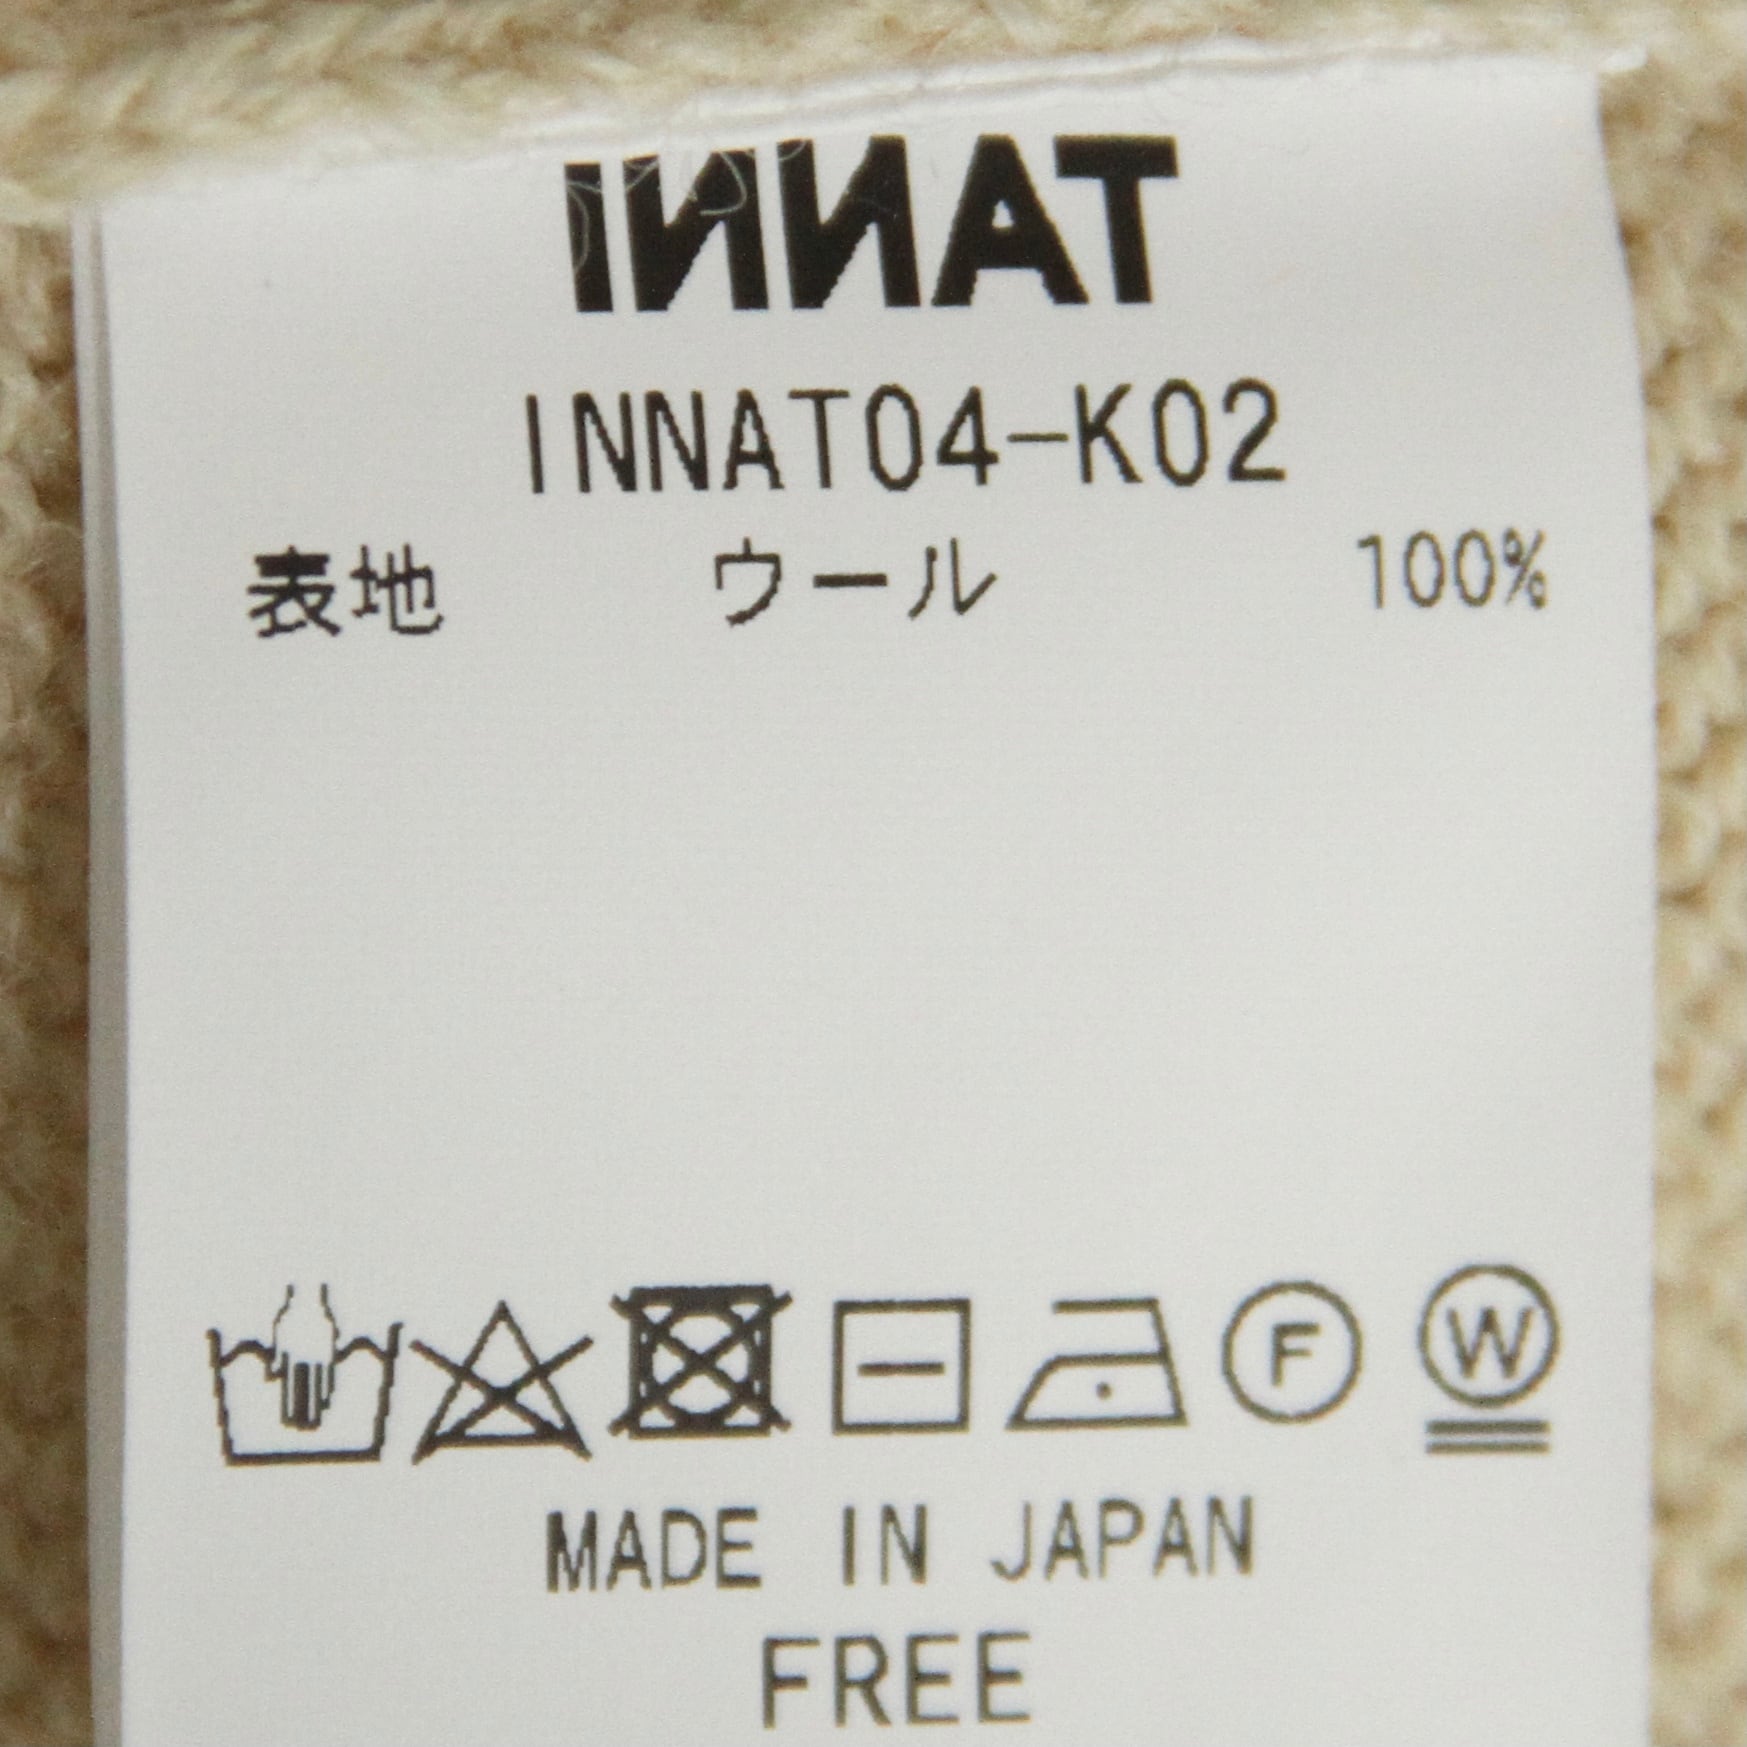 INNAT
INNAT04-K02
表地 ウール 100%
F W
MADE IN JAPAN
FREE